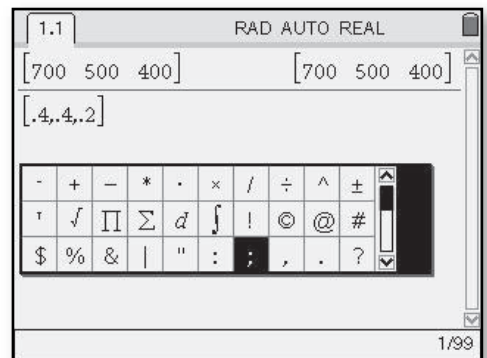 1.1 RAD AUTO REAL
[700 500 400] [700 500 400]
[.4,.4,.2]
- + − * · × / ÷ ^ ±
ᵀ √ ∏ ∑ d ∫ ! © @ #
$ % & | " : ; , . ?
1/99